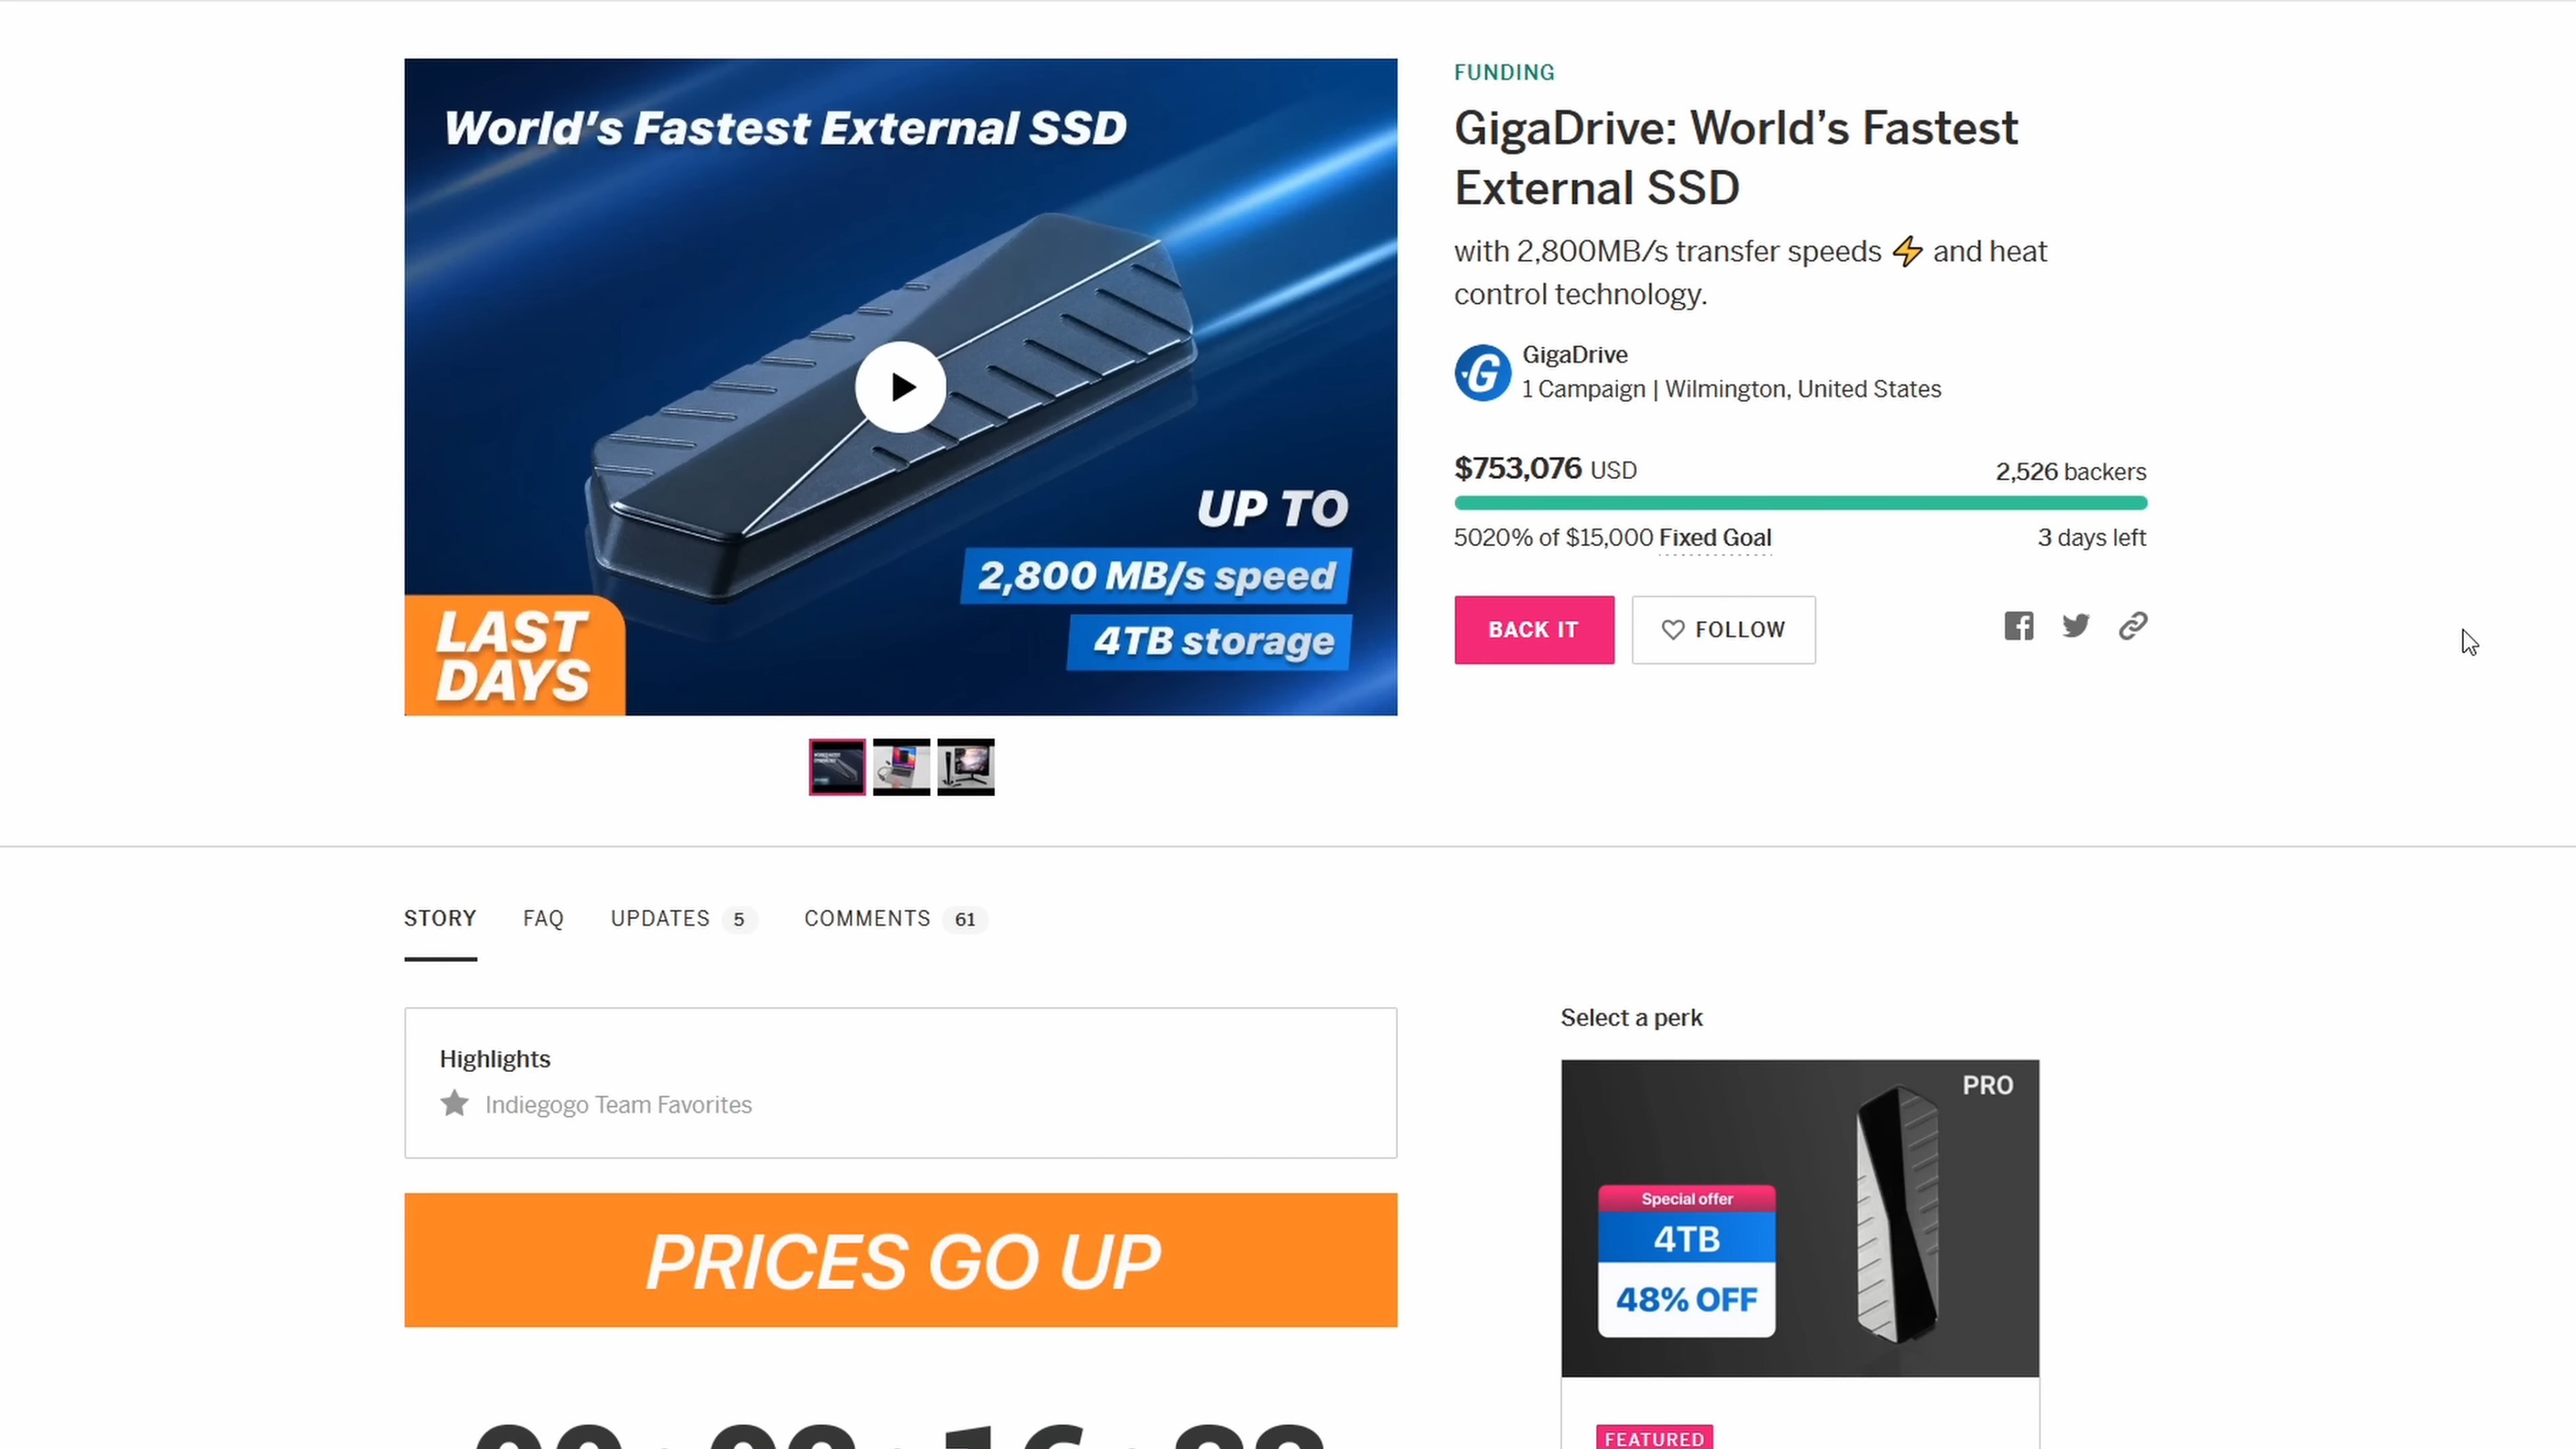 World's Fastest External SSD
UP TO
2,800 MB/s speed
4TB storage
LAST
DAYS
FUNDING
GigaDrive: World's Fastest
External SSD
with 2,800MB/s transfer speeds ⚡ and heat
control technology.
G
GigaDrive
1 Campaign | Wilmington, United States
$753,076 USD
2,526 backers
5020% of $15,000 Fixed Goal
3 days left
BACK IT
FOLLOW
STORY
FAQ
UPDATES 5
COMMENTS 61
Highlights
Indiegogo Team Favorites
PRICES GO UP
Select a perk
PRO
Special offer
4TB
48% OFF
FEATURED